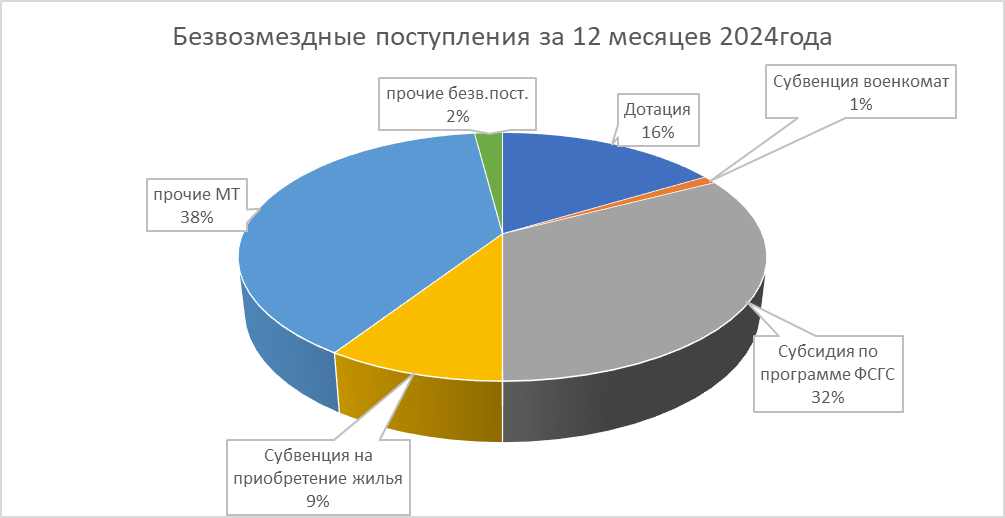 Безвозмездные поступления за 12 месяцев 2024года
прочие безв.пост.
2%
Дотация
16%
Субвенция военкомат
1%
прочие МТ
38%
Субсидия по
программе ФСГС
32%
Субвенция на
приобретение жилья
9%